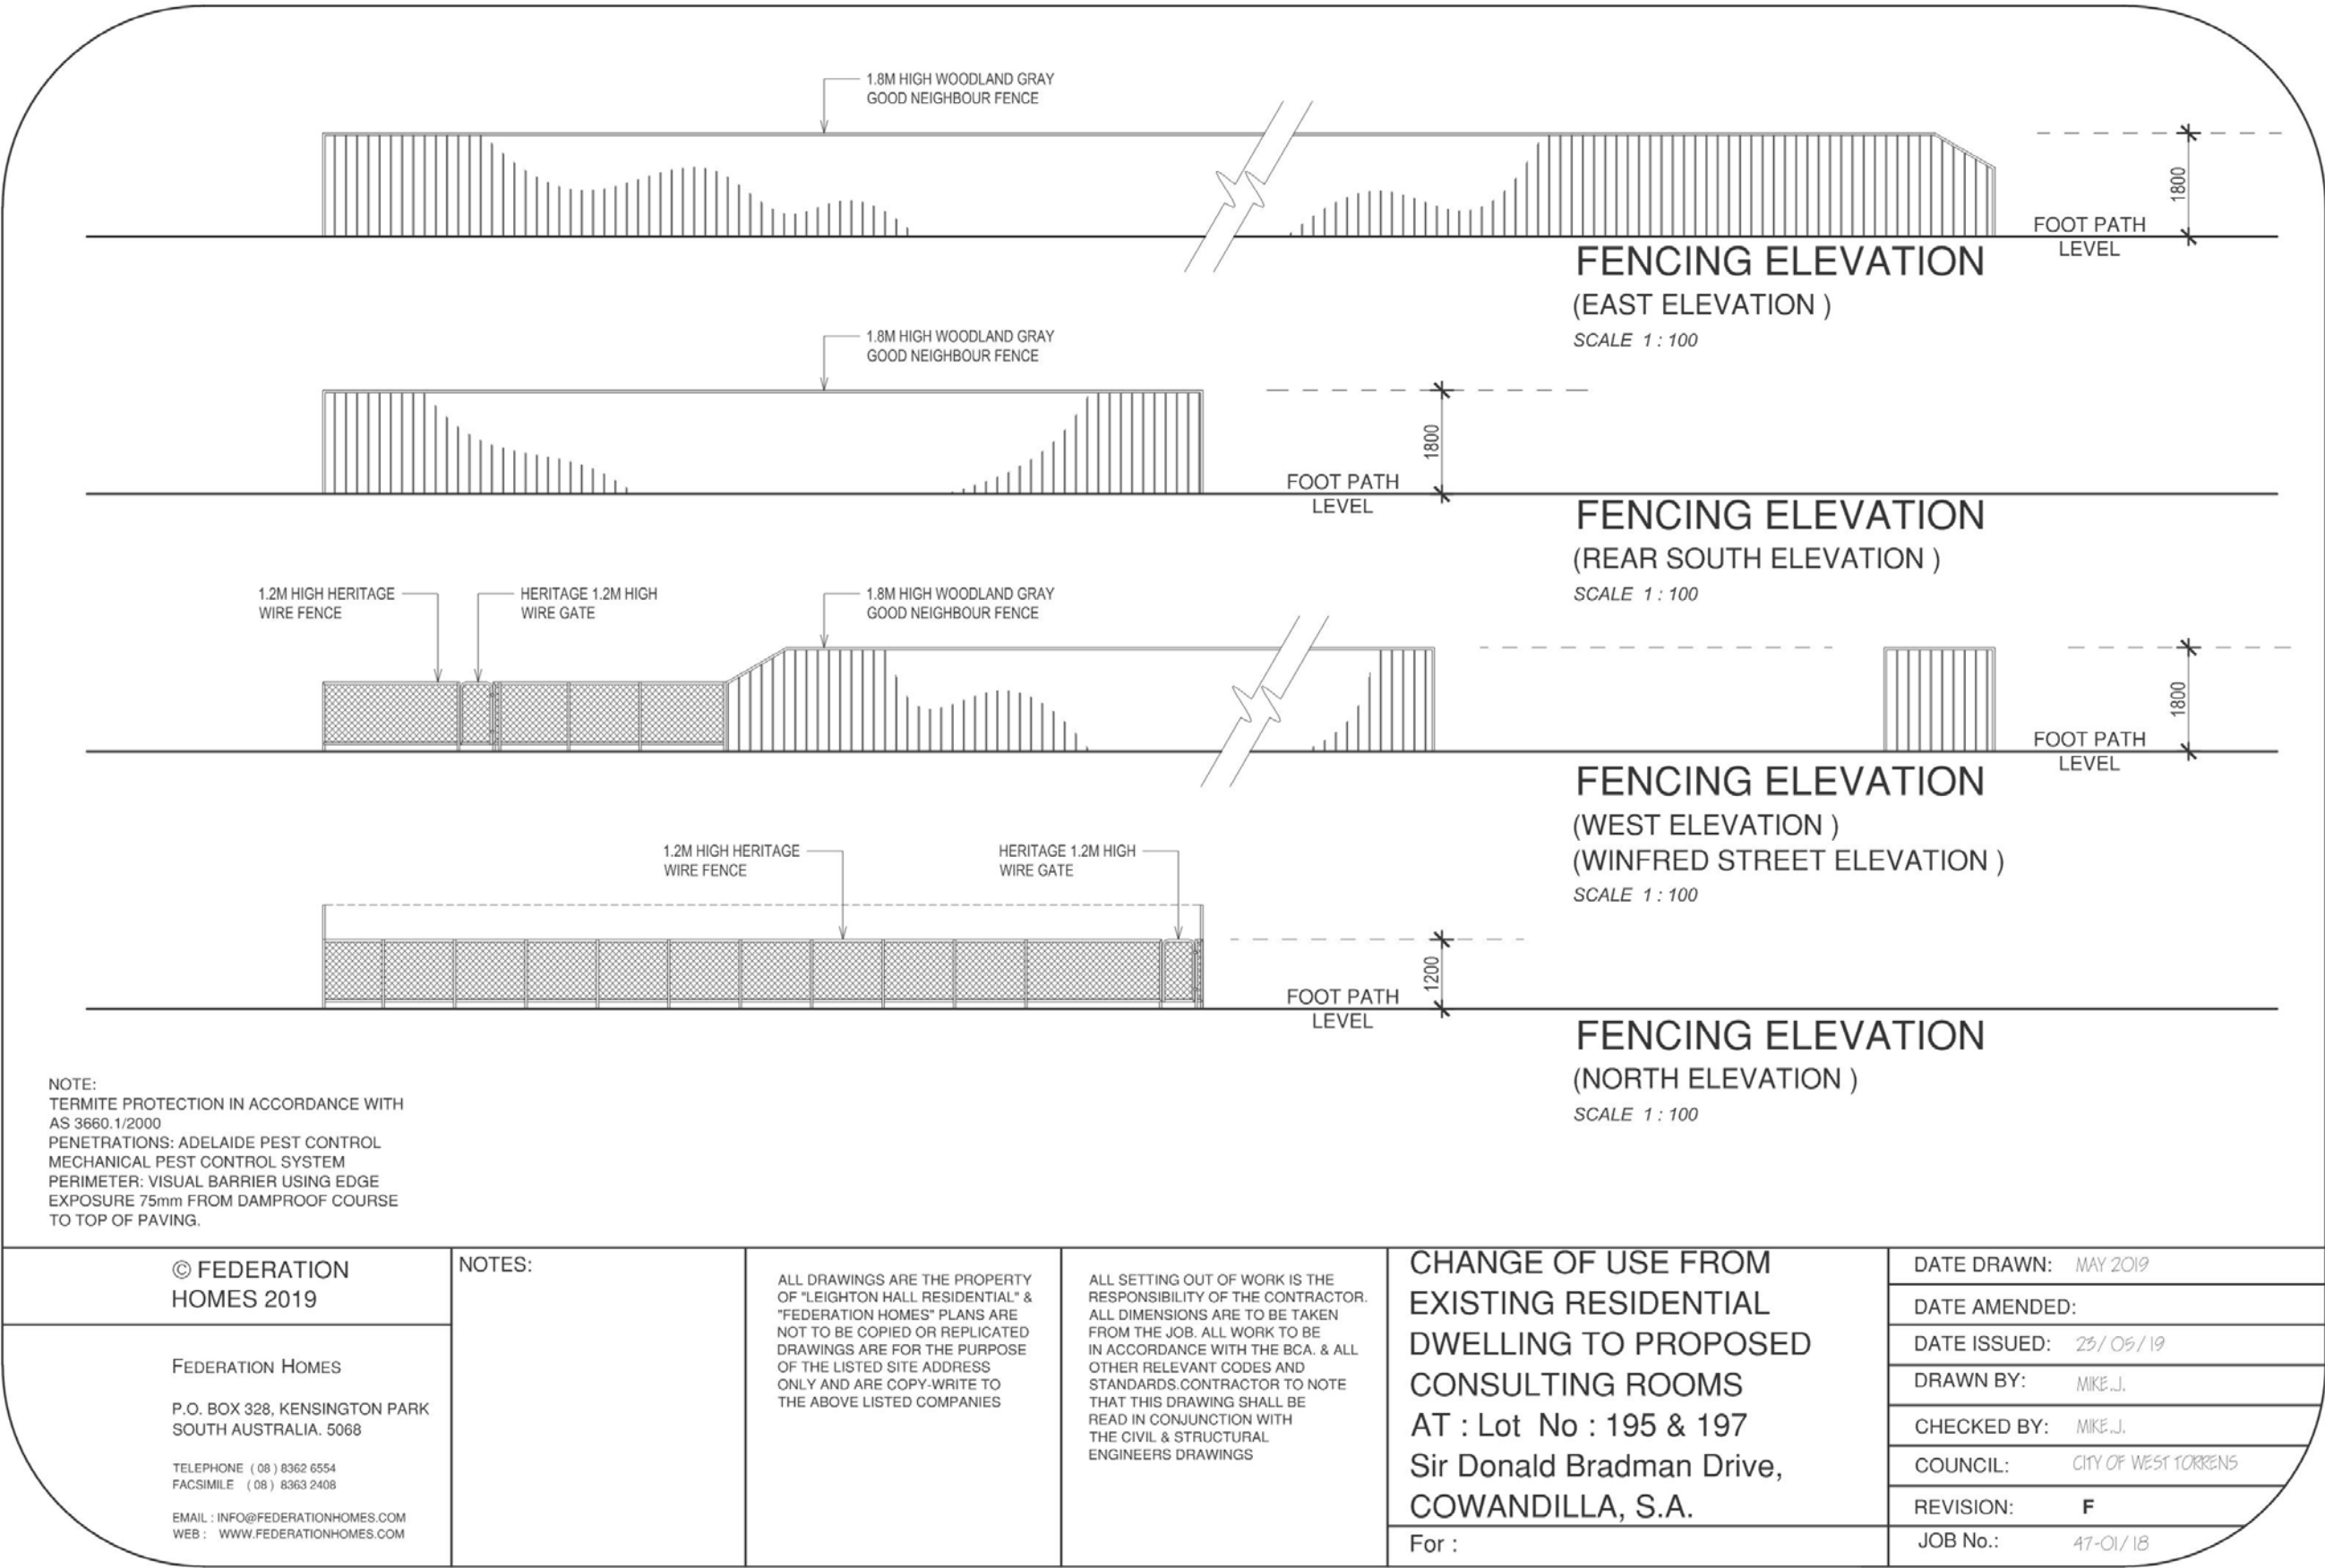 1.8M HIGH WOODLAND GRAY
GOOD NEIGHBOUR FENCE
1800
FOOT PATH
LEVEL
FENCING ELEVATION
(EAST ELEVATION )
SCALE 1 : 100
1.8M HIGH WOODLAND GRAY
GOOD NEIGHBOUR FENCE
1800
FOOT PATH
LEVEL
FENCING ELEVATION
(REAR SOUTH ELEVATION )
SCALE 1 : 100
1.2M HIGH HERITAGE
WIRE FENCE
HERITAGE 1.2M HIGH
WIRE GATE
1.8M HIGH WOODLAND GRAY
GOOD NEIGHBOUR FENCE
1800
FOOT PATH
LEVEL
FENCING ELEVATION
(WEST ELEVATION )
(WINFRED STREET ELEVATION )
SCALE 1 : 100
1.2M HIGH HERITAGE
WIRE FENCE
HERITAGE 1.2M HIGH
WIRE GATE
1200
FOOT PATH
LEVEL
FENCING ELEVATION
(NORTH ELEVATION )
SCALE 1 : 100
NOTE:
TERMITE PROTECTION IN ACCORDANCE WITH
AS 3660.1/2000
PENETRATIONS: ADELAIDE PEST CONTROL
MECHANICAL PEST CONTROL SYSTEM
PERIMETER: VISUAL BARRIER USING EDGE
EXPOSURE 75mm FROM DAMPROOF COURSE
TO TOP OF PAVING.
© FEDERATION
HOMES 2019
FEDERATION HOMES
P.O. BOX 328, KENSINGTON PARK
SOUTH AUSTRALIA. 5068
TELEPHONE ( 08 ) 8362 6554
FACSIMILE ( 08 ) 8363 2408
EMAIL : INFO@FEDERATIONHOMES.COM
WEB : WWW.FEDERATIONHOMES.COM
NOTES:
ALL DRAWINGS ARE THE PROPERTY
OF "LEIGHTON HALL RESIDENTIAL" &
"FEDERATION HOMES" PLANS ARE
NOT TO BE COPIED OR REPLICATED
DRAWINGS ARE FOR THE PURPOSE
OF THE LISTED SITE ADDRESS
ONLY AND ARE COPY-WRITE TO
THE ABOVE LISTED COMPANIES
ALL SETTING OUT OF WORK IS THE
RESPONSIBILITY OF THE CONTRACTOR.
ALL DIMENSIONS ARE TO BE TAKEN
FROM THE JOB. ALL WORK TO BE
IN ACCORDANCE WITH THE BCA. & ALL
OTHER RELEVANT CODES AND
STANDARDS.CONTRACTOR TO NOTE
THAT THIS DRAWING SHALL BE
READ IN CONJUNCTION WITH
THE CIVIL & STRUCTURAL
ENGINEERS DRAWINGS
CHANGE OF USE FROM
EXISTING RESIDENTIAL
DWELLING TO PROPOSED
CONSULTING ROOMS
AT : Lot No : 195 & 197
Sir Donald Bradman Drive,
COWANDILLA, S.A.
For :
DATE DRAWN: MAY 2019
DATE AMENDED:
DATE ISSUED: 23/05/19
DRAWN BY: MIKE.J.
CHECKED BY: MIKE.J.
COUNCIL: CITY OF WEST TORRENS
REVISION: F
JOB No.: 47-01/18